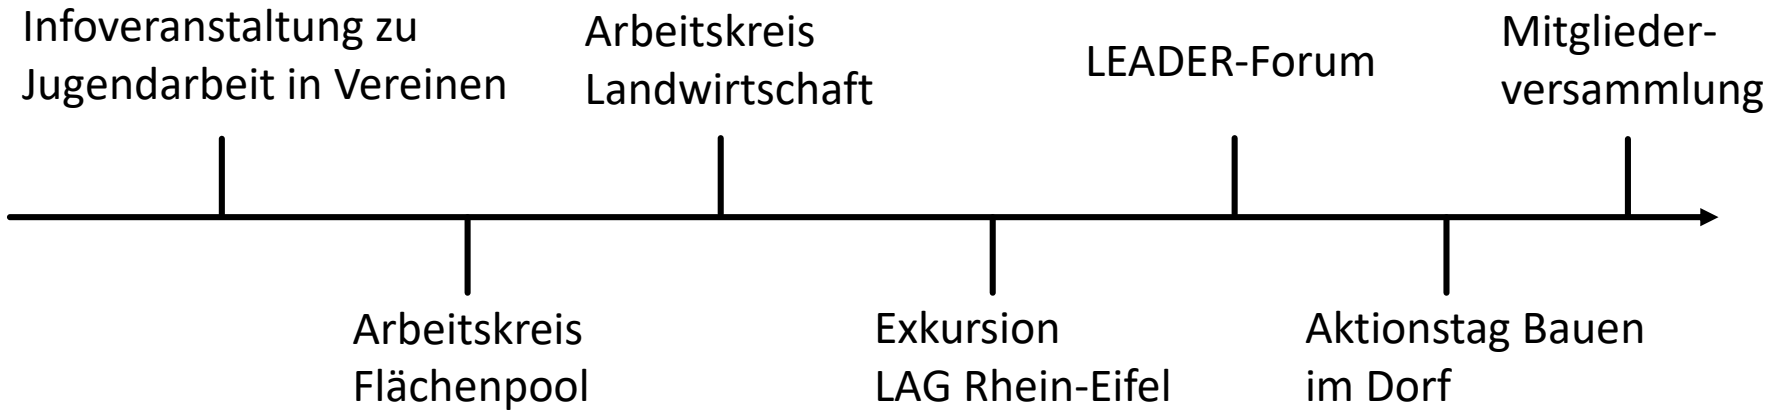 Infoveranstaltung zu
Jugendarbeit in Vereinen
Arbeitskreis
Landwirtschaft
LEADER-Forum
Mitglieder-
versammlung
Arbeitskreis
Flächenpool
Exkursion
LAG Rhein-Eifel
Aktionstag Bauen
im Dorf